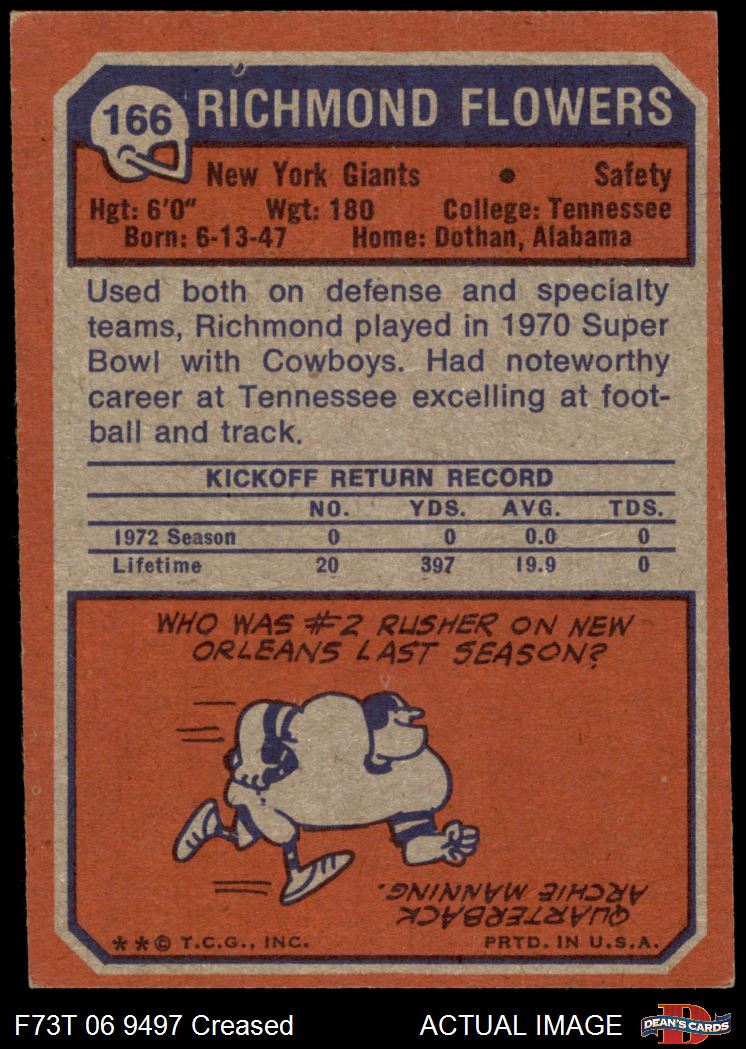 166 RICHMOND FLOWERS
New York Giants • Safety
Hgt: 6'0" Wgt: 180 College: Tennessee
Born: 6-13-47 Home: Dothan, Alabama
Used both on defense and specialty
teams, Richmond played in 1970 Super
Bowl with Cowboys. Had noteworthy
career at Tennessee excelling at foot-
ball and track.
KICKOFF RETURN RECORD
NO. YDS. AVG. TDS.
1972 Season 0 0 0.0 0
Lifetime 20 397 19.9 0
WHO WAS #2 RUSHER ON NEW
ORLEANS LAST SEASON?
QUARTERBACK
ARCHIE MANNING.
**© T.C.G., INC. PRTD. IN U.S.A.
F73T 06 9497 Creased ACTUAL IMAGE DEAN'S CARDS